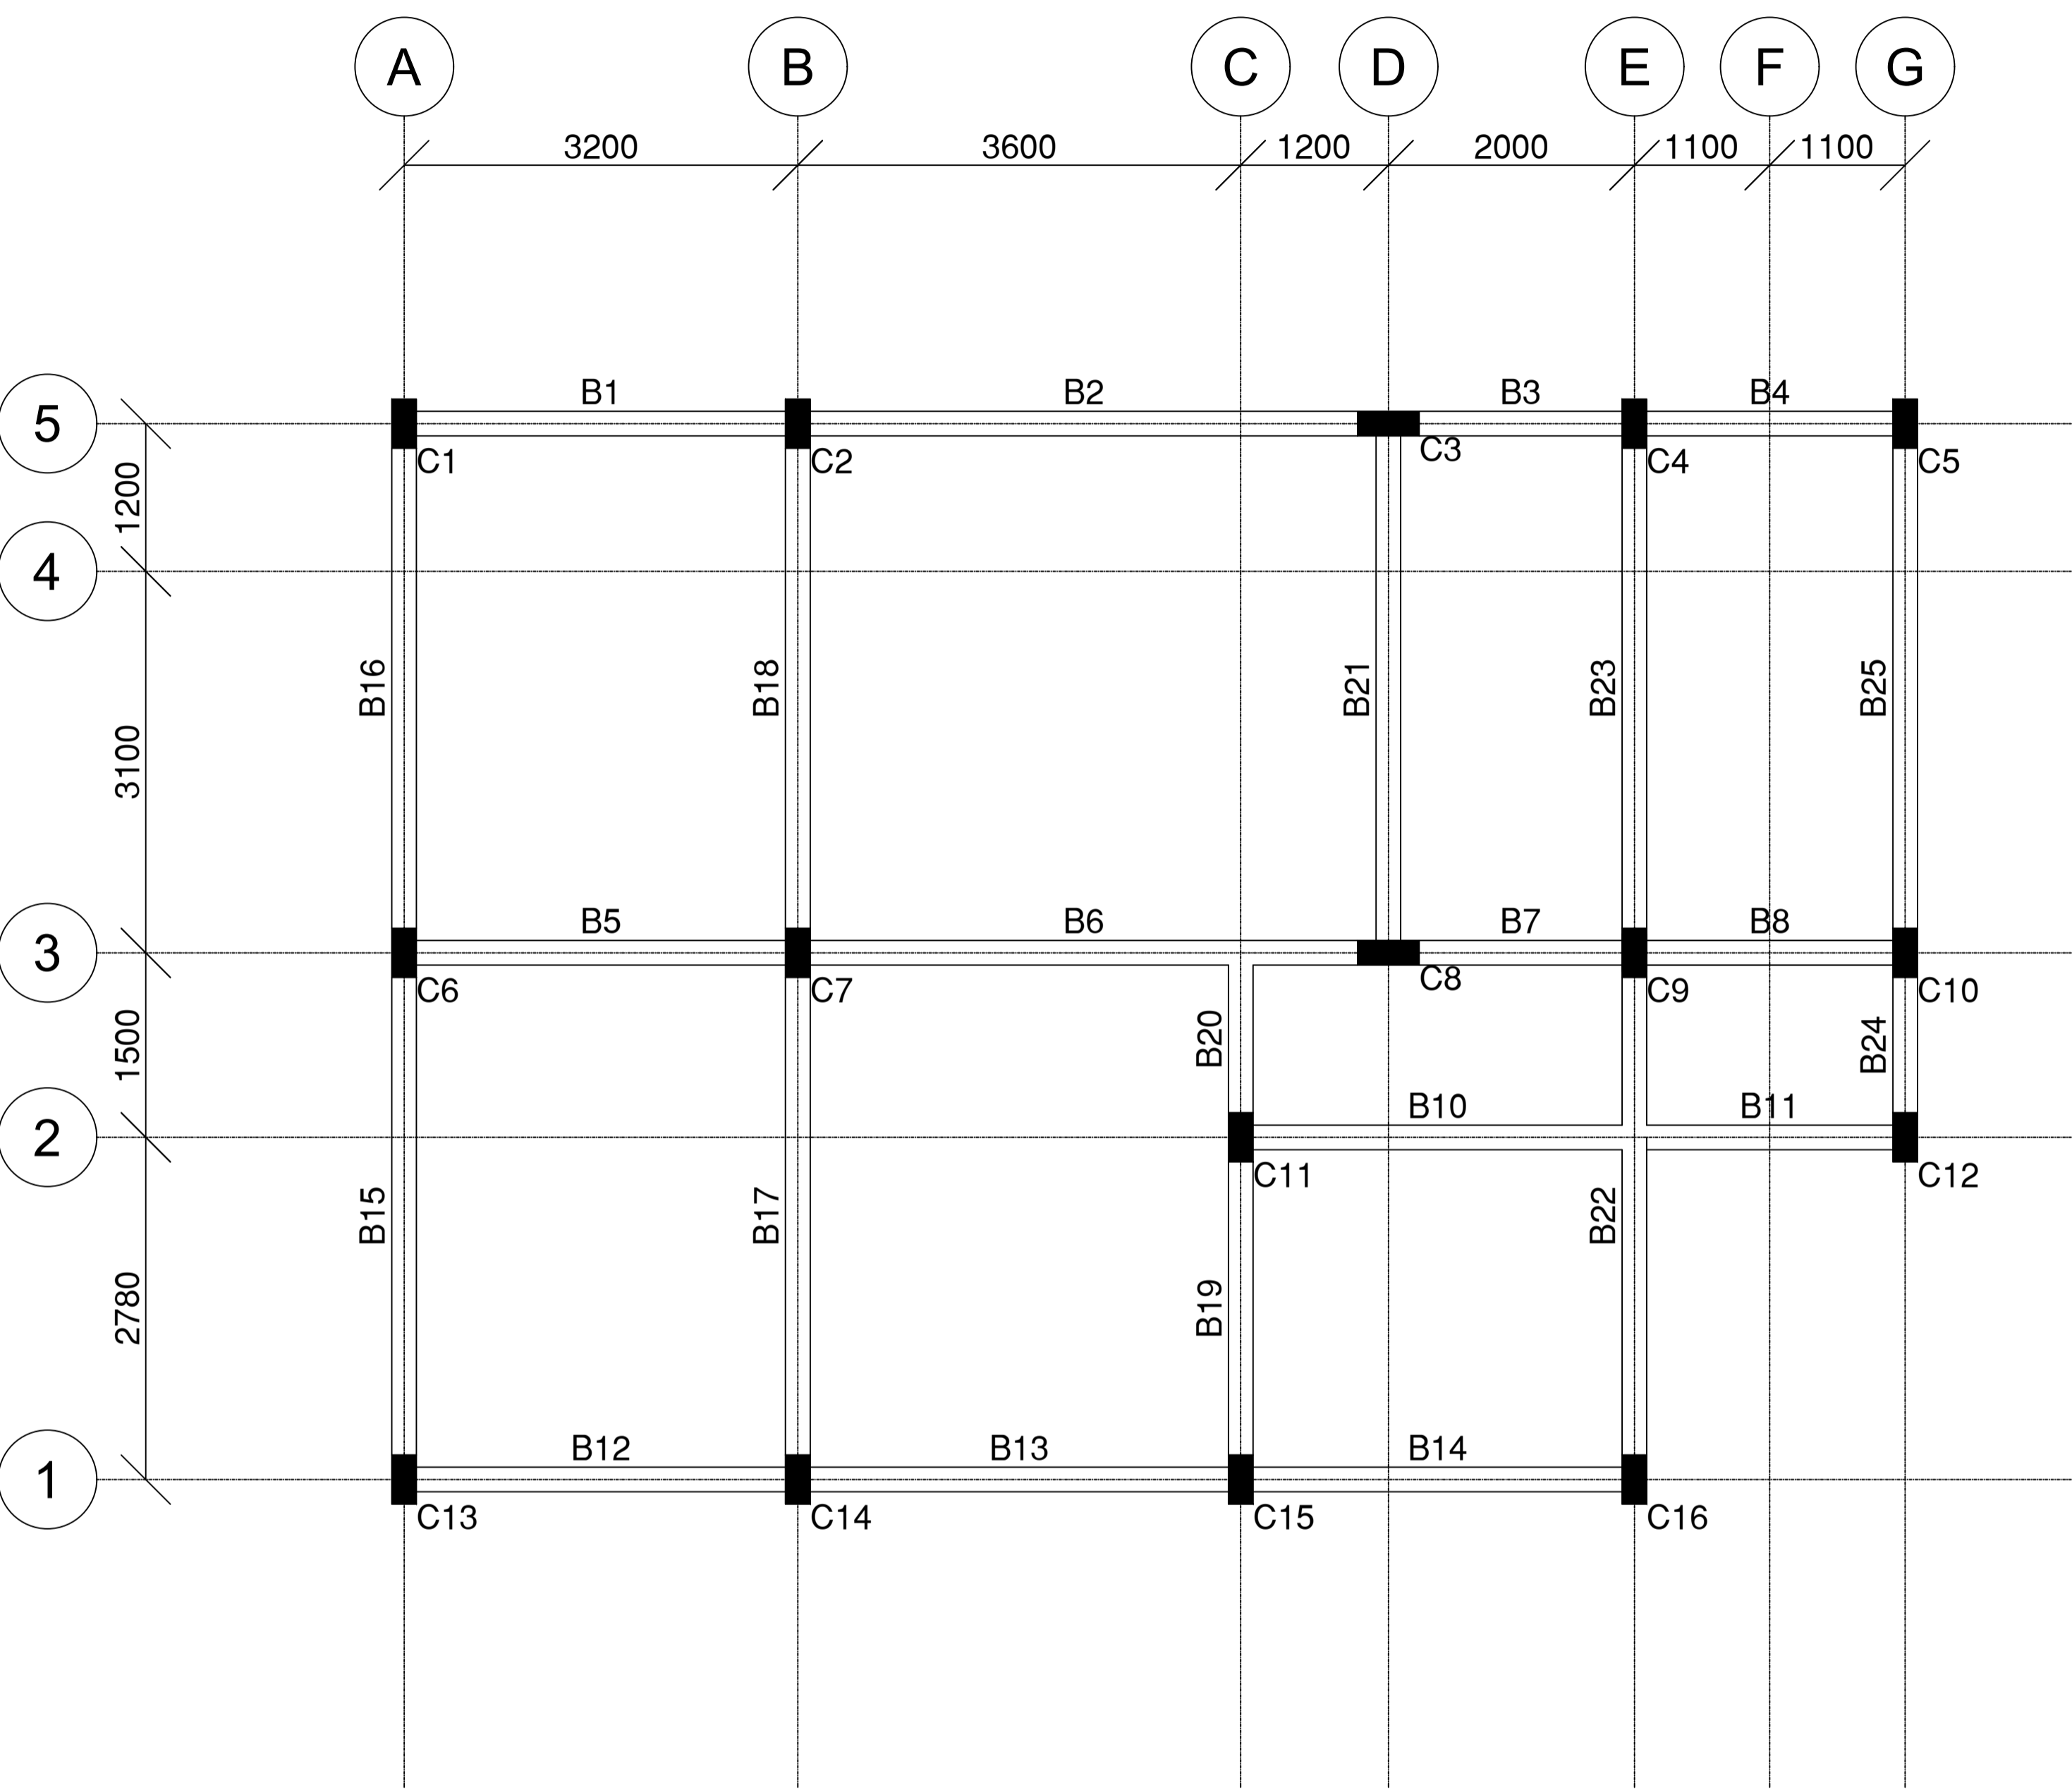 A B C D E F G
3200 3600 1200 2000 1100 1100
B1 B2 B3 B4
5
C1 C2 C3 C4 C5
1200
4
B16 B18 B21 B23 B25
3100
B5 B6 B7 B8
3
C6 C7 C8 C9 C10
1500 B20 B24
B10 B11
2
C11 C12
B15 B17 B22
2780 B19
B12 B13 B14
1
C13 C14 C15 C16